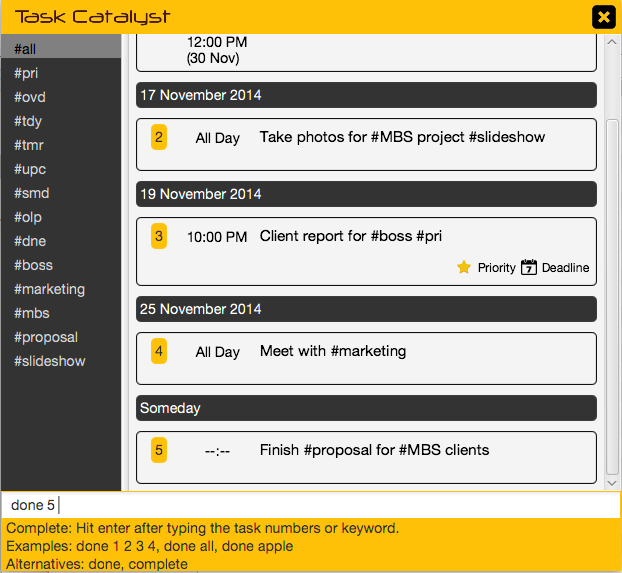 Task Catalyst
#all
#pri
#ovd
#tdy
#tmr
#upc
#smd
#olp
#dne
#boss
#marketing
#mbs
#proposal
#slideshow
12:00 PM
(30 Nov)
17 November 2014
2 All Day Take photos for #MBS project #slideshow
19 November 2014
3 10:00 PM Client report for #boss #pri
Priority 7 Deadline
25 November 2014
4 All Day Meet with #marketing
Someday
5 --:-- Finish #proposal for #MBS clients
done 5
Complete: Hit enter after typing the task numbers or keyword.
Examples: done 1 2 3 4, done all, done apple
Alternatives: done, complete